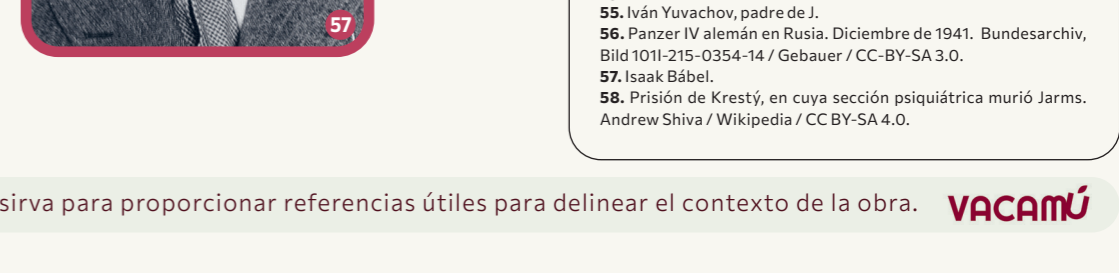 57
55. Iván Yuvachov, padre de J.
56. Panzer IV alemán en Rusia. Diciembre de 1941. Bundesarchiv,
Bild 101I-215-0354-14 / Gebauer / CC-BY-SA 3.0.
57. Isaak Bábel.
58. Prisión de Krestý, en cuya sección psiquiátrica murió Jarms.
Andrew Shiva / Wikipedia / CC BY-SA 4.0.
sirva para proporcionar referencias útiles para delinear el contexto de la obra.
VACAMÚ